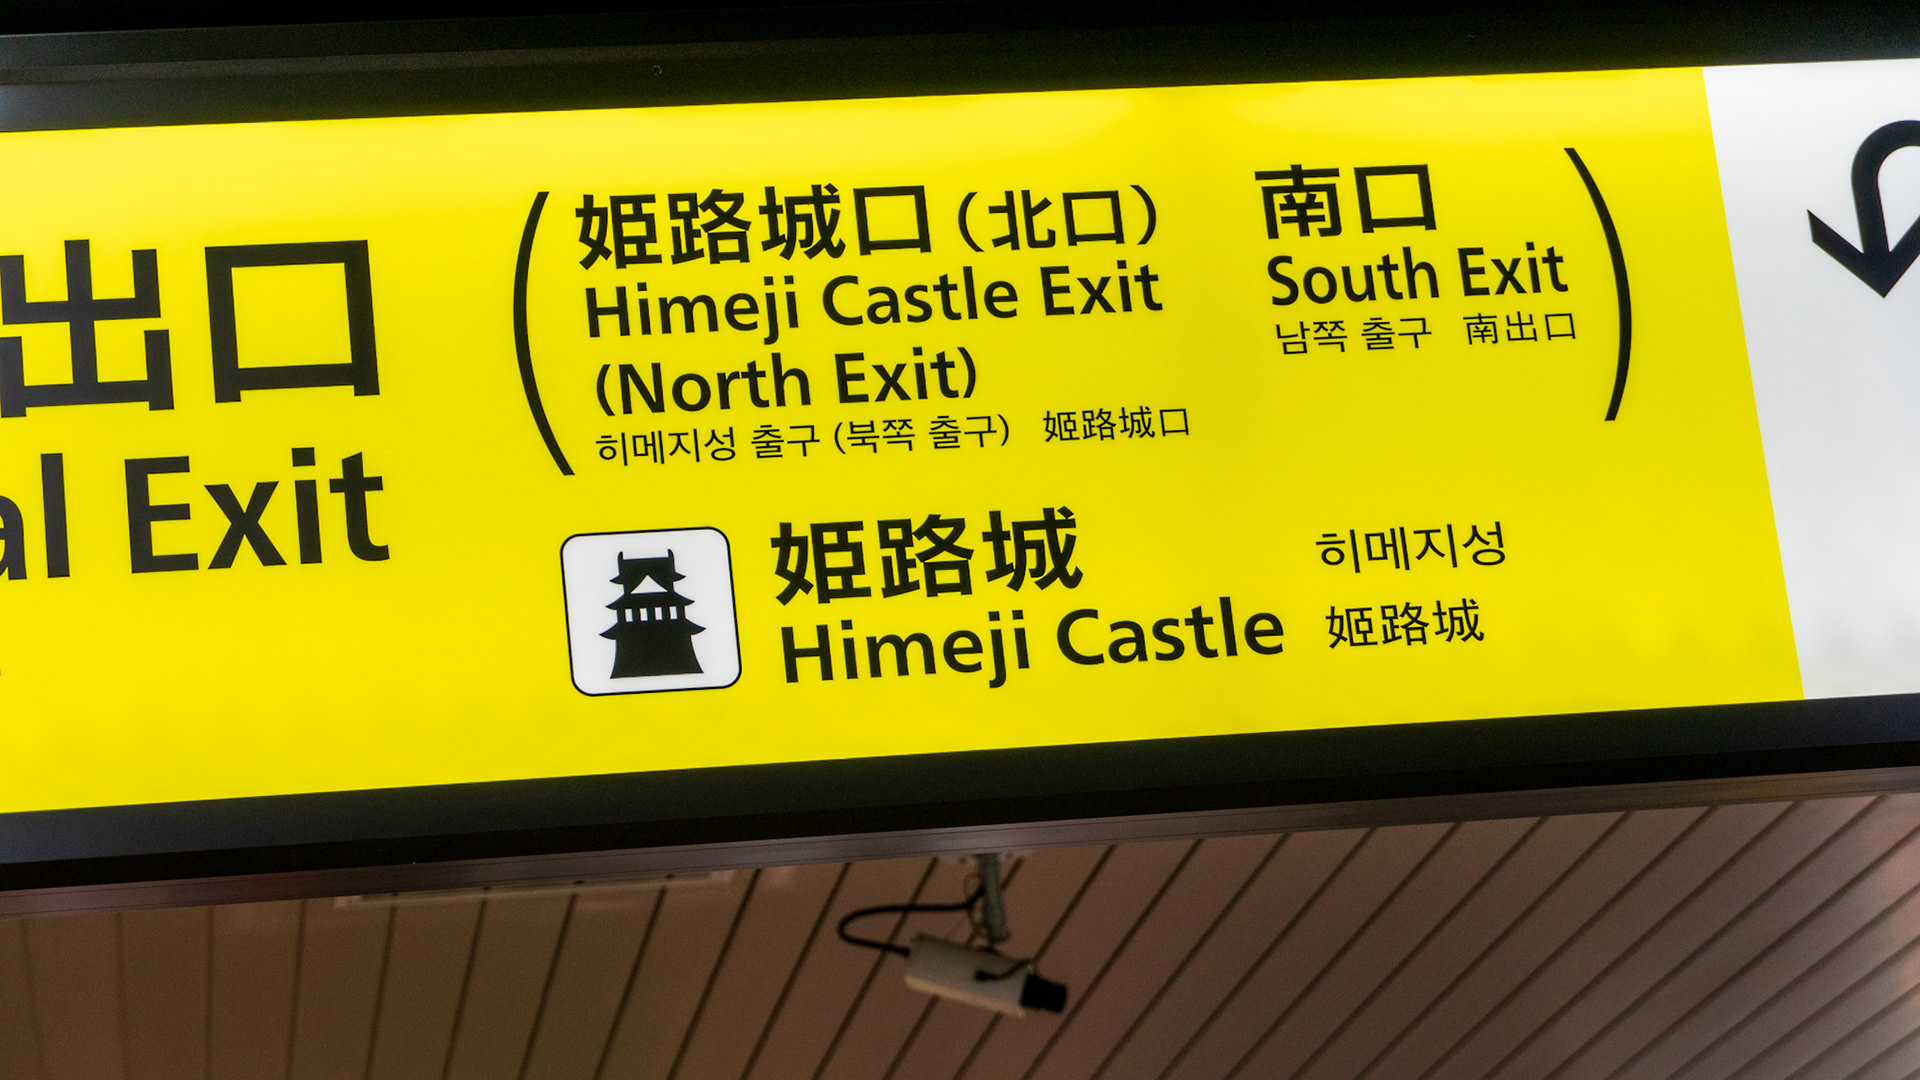 出口
al Exit
(姫路城口(北口) 南口)
Himeji Castle Exit South Exit
(North Exit) 남쪽 출구 南出口
히메지성 출구 (북쪽 출구) 姬路城口
姫路城 히메지성
Himeji Castle 姬路城